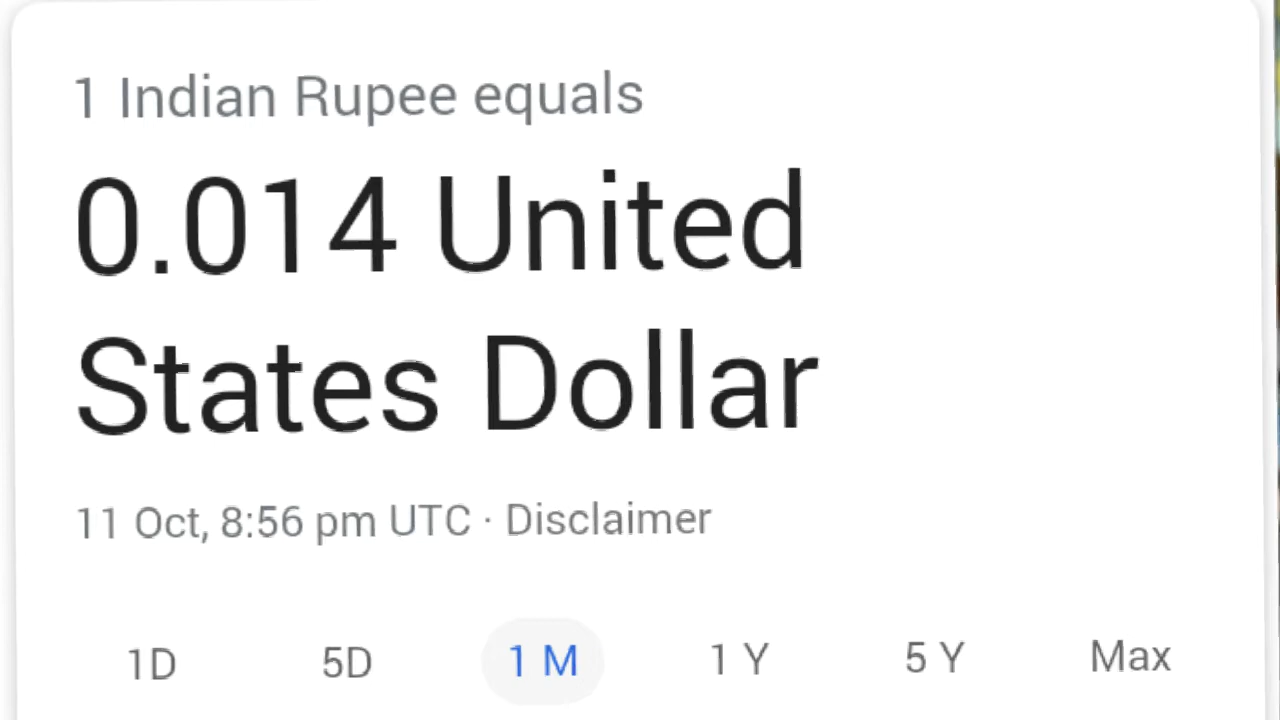 1 Indian Rupee equals
0.014 United
States Dollar
11 Oct, 8:56 pm UTC · Disclaimer
1D 5D 1 M 1 Y 5 Y Max